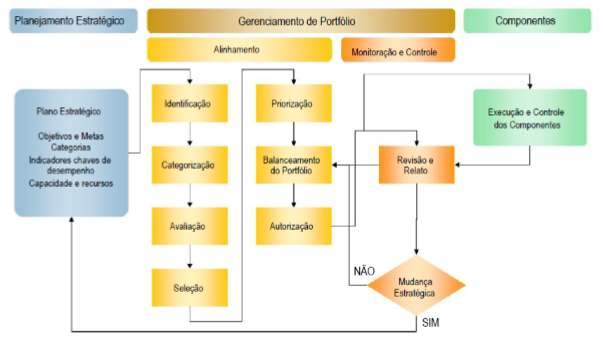 Planejamento Estratégico
Gerenciamento de Portfólio
Componentes
Alinhamento
Monitoração e Controle
Plano Estratégico
Objetivos e Metas
Categorias
Indicadores chaves de
desempenho
Capacidade e recursos
Identificação
Categorização
Avaliação
Seleção
Priorização
Balanceamento
do Portfólio
Autorização
Revisão e
Relato
Mudança
Estratégica
NÃO
SIM
Execução e Controle
dos Componentes